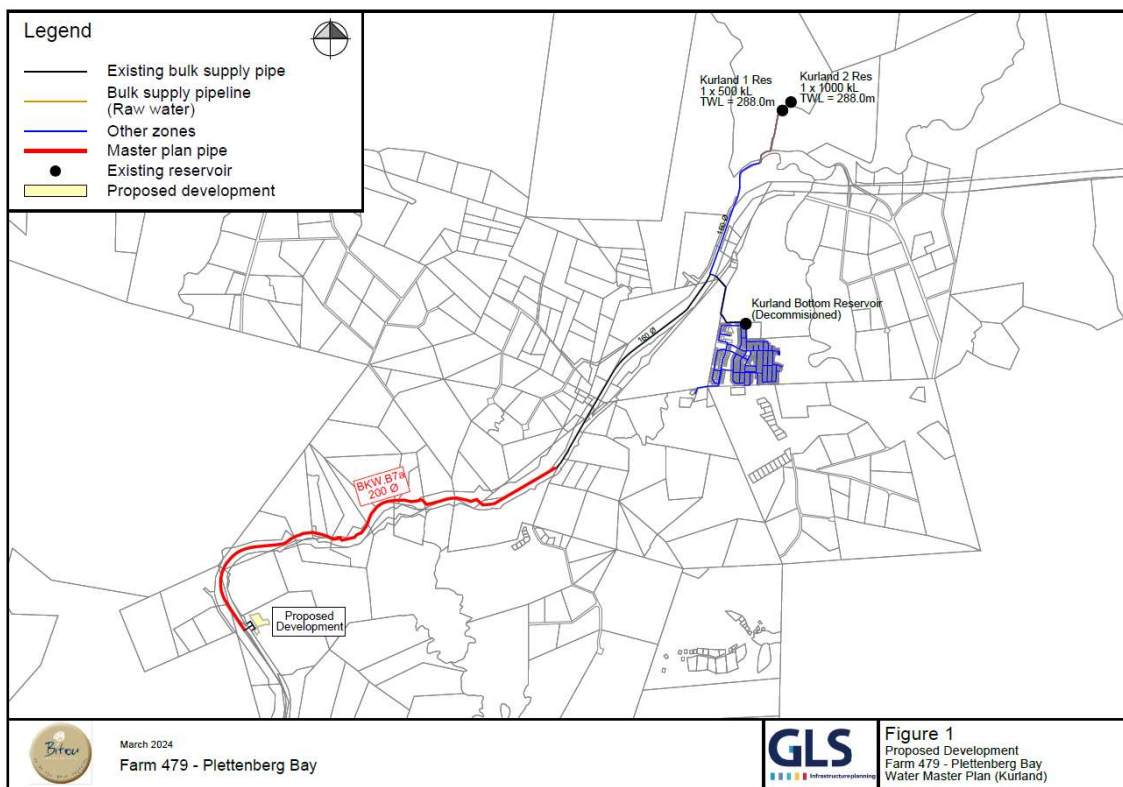 Legend
Existing bulk supply pipe
Bulk supply pipeline
(Raw water)
Other zones
Master plan pipe
Existing reservoir
Proposed development
Kurland 1 Res
1 x 500 kL
TWL = 288.0m
Kurland 2 Res
1 x 1000 kL
TWL = 288.0m
160 Ø
Kurland Bottom Reservoir
(Decommisioned)
160 Ø
BKW.B7a
200 Ø
Proposed
Development
Bitou
March 2024
Farm 479 - Plettenberg Bay
GLS
Infrastructure planning
Figure 1
Proposed Development
Farm 479 - Plettenberg Bay
Water Master Plan (Kurland)